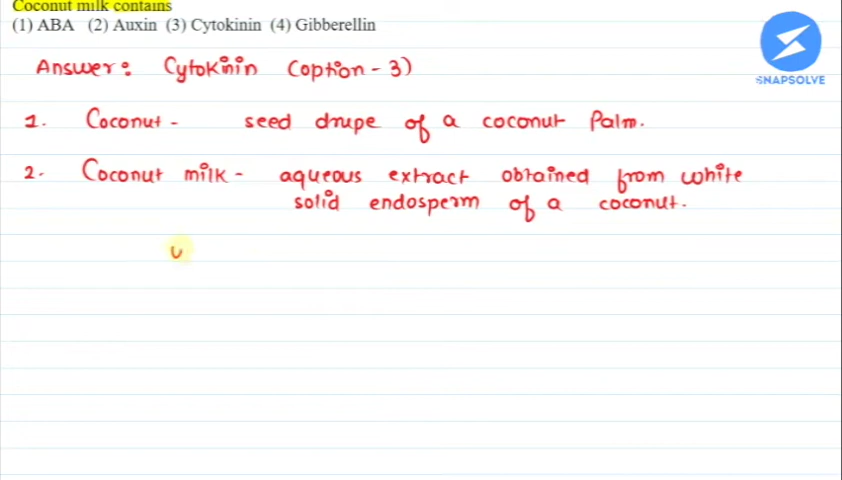 Coconut milk contains
(1) ABA (2) Auxin (3) Cytokinin (4) Gibberellin
SNAPSOLVE
Answer: Cytokinin (option - 3)
1. Coconut - seed drupe of a coconut Palm.
2. Coconut milk - aqueous extract obtained from white
solid endosperm of a coconut.